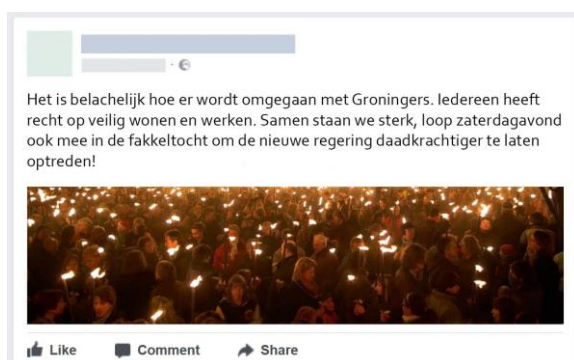 Het is belachelijk hoe er wordt omgegaan met Groningers. Iedereen heeft
recht op veilig wonen en werken. Samen staan we sterk, loop zaterdagavond
ook mee in de fakkeltocht om de nieuwe regering daadkrachtiger te laten
optreden!
Like Comment Share